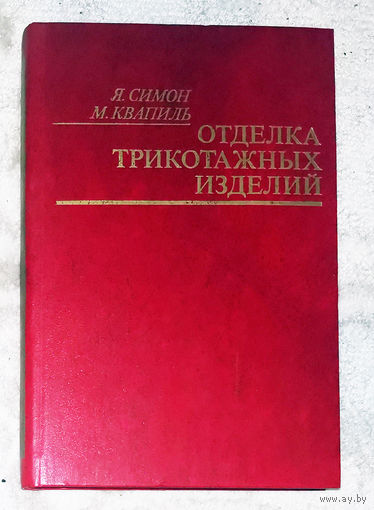 Я. СИМОН
М. КВАПИЛЬ
ОТДЕЛКА
ТРИКОТАЖНЫХ
ИЗДЕЛИЙ
www.ay.by